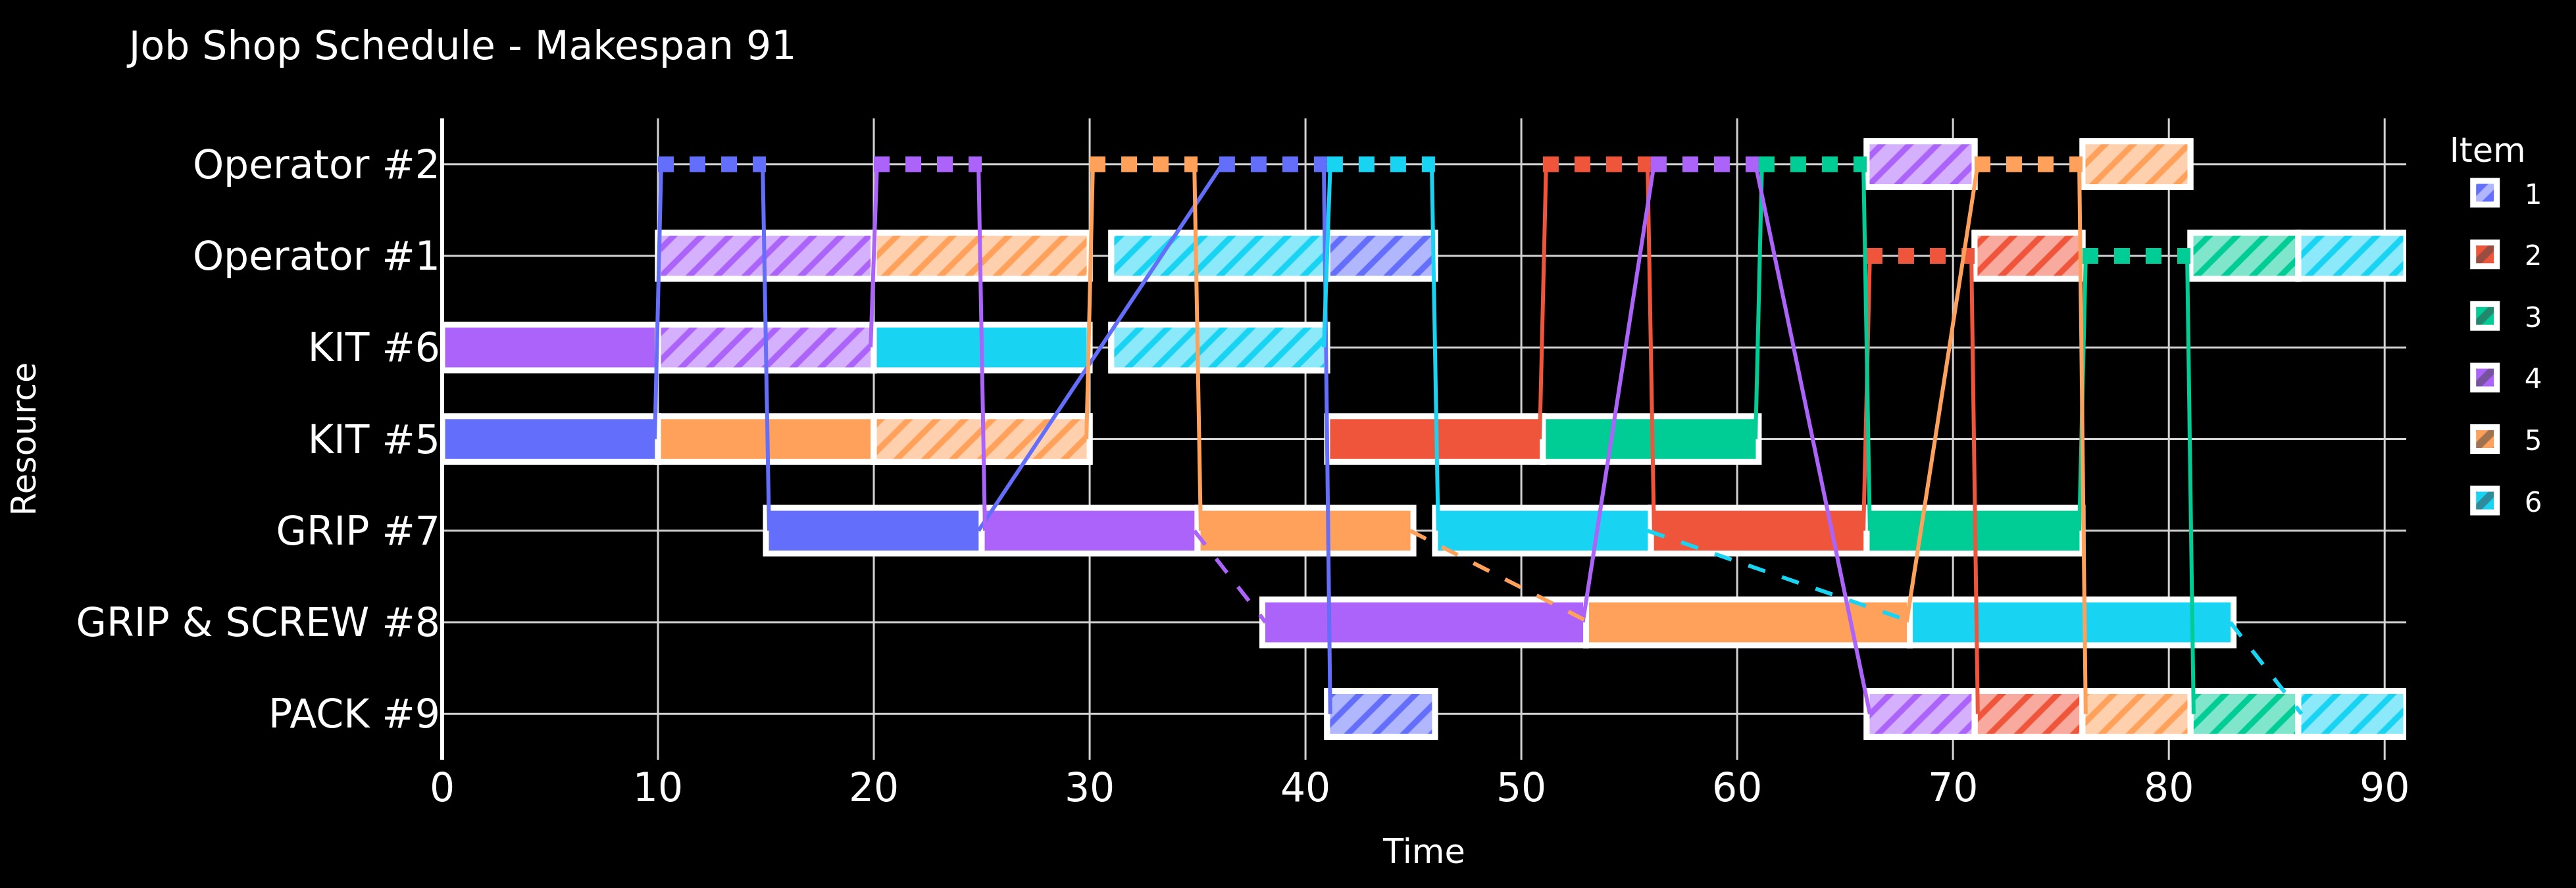 Job Shop Schedule - Makespan 91
Item
1
2
3
4
5
6
Resource
Operator #2
Operator #1
KIT #6
KIT #5
GRIP #7
GRIP & SCREW #8
PACK #9
0 10 20 30 40 50 60 70 80 90
Time